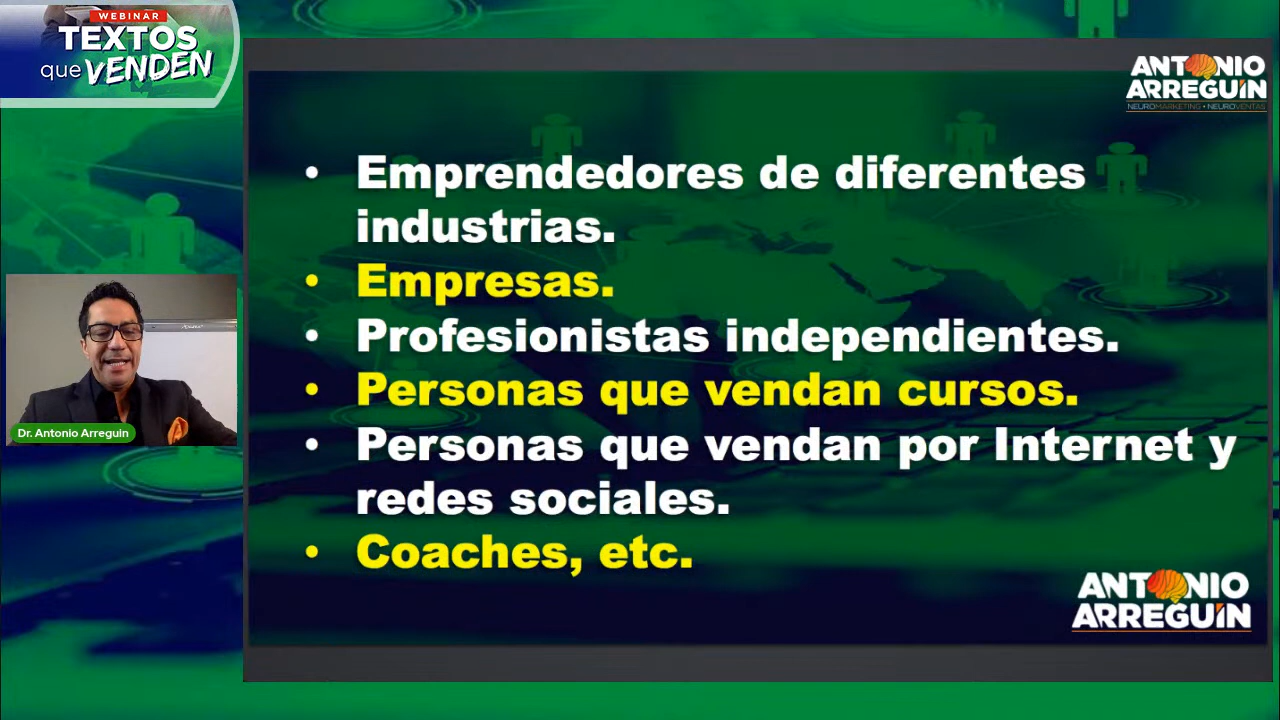 WEBINAR
TEXTOS
que VENDEN
ANTONIO
ARREGUÍN
NEUROMARKETING • NEUROVENTAS
• Emprendedores de diferentes
industrias.
• Empresas.
• Profesionistas independientes.
• Personas que vendan cursos.
• Personas que vendan por Internet y
redes sociales.
• Coaches, etc.
Dr. Antonio Arreguin
ANTONIO
ARREGUÍN